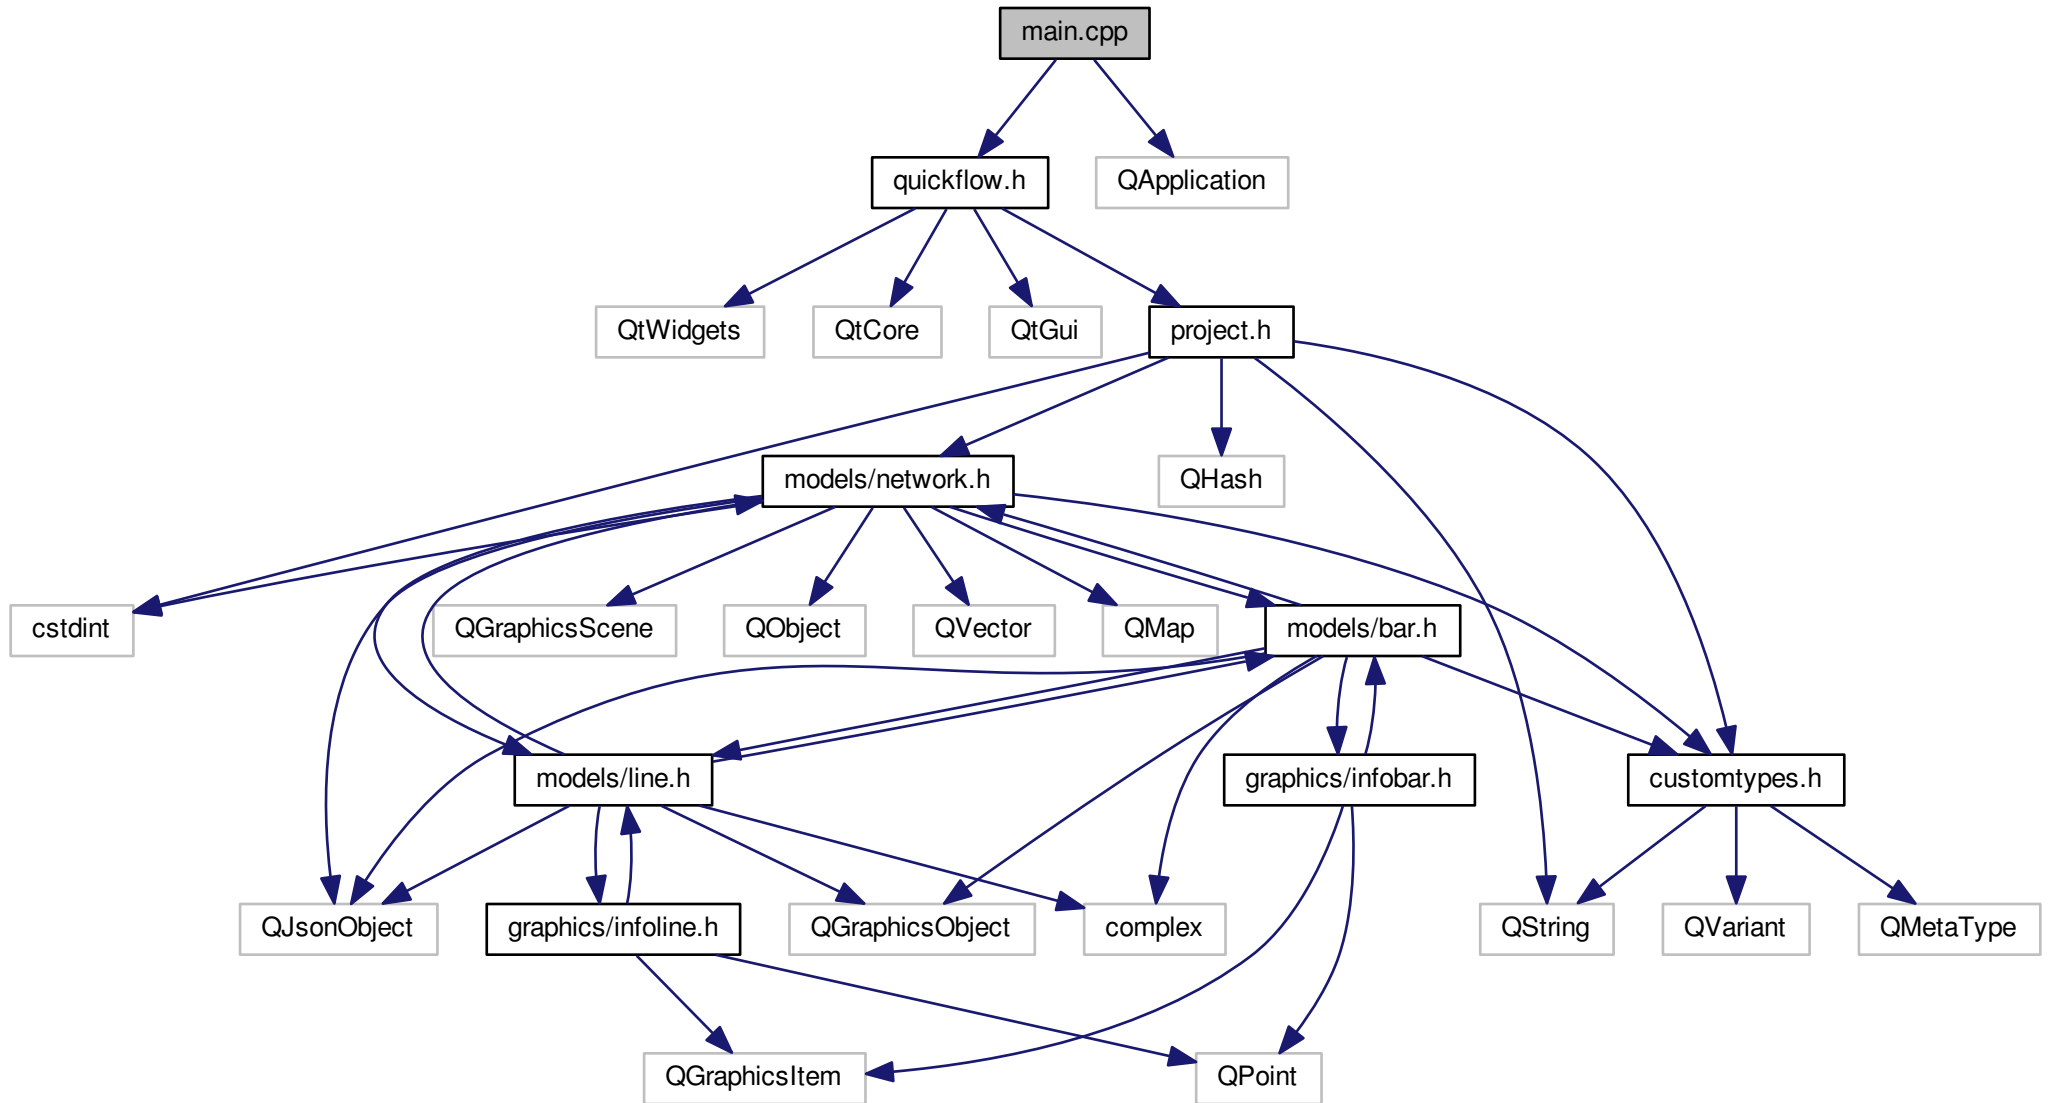 main.cpp
quickflow.h
QApplication
QtWidgets
QtCore
QtGui
project.h
models/network.h
QHash
cstdint
QGraphicsScene
QObject
QVector
QMap
models/bar.h
models/line.h
graphics/infobar.h
customtypes.h
QJsonObject
graphics/infoline.h
QGraphicsObject
complex
QString
QVariant
QMetaType
QGraphicsItem
QPoint